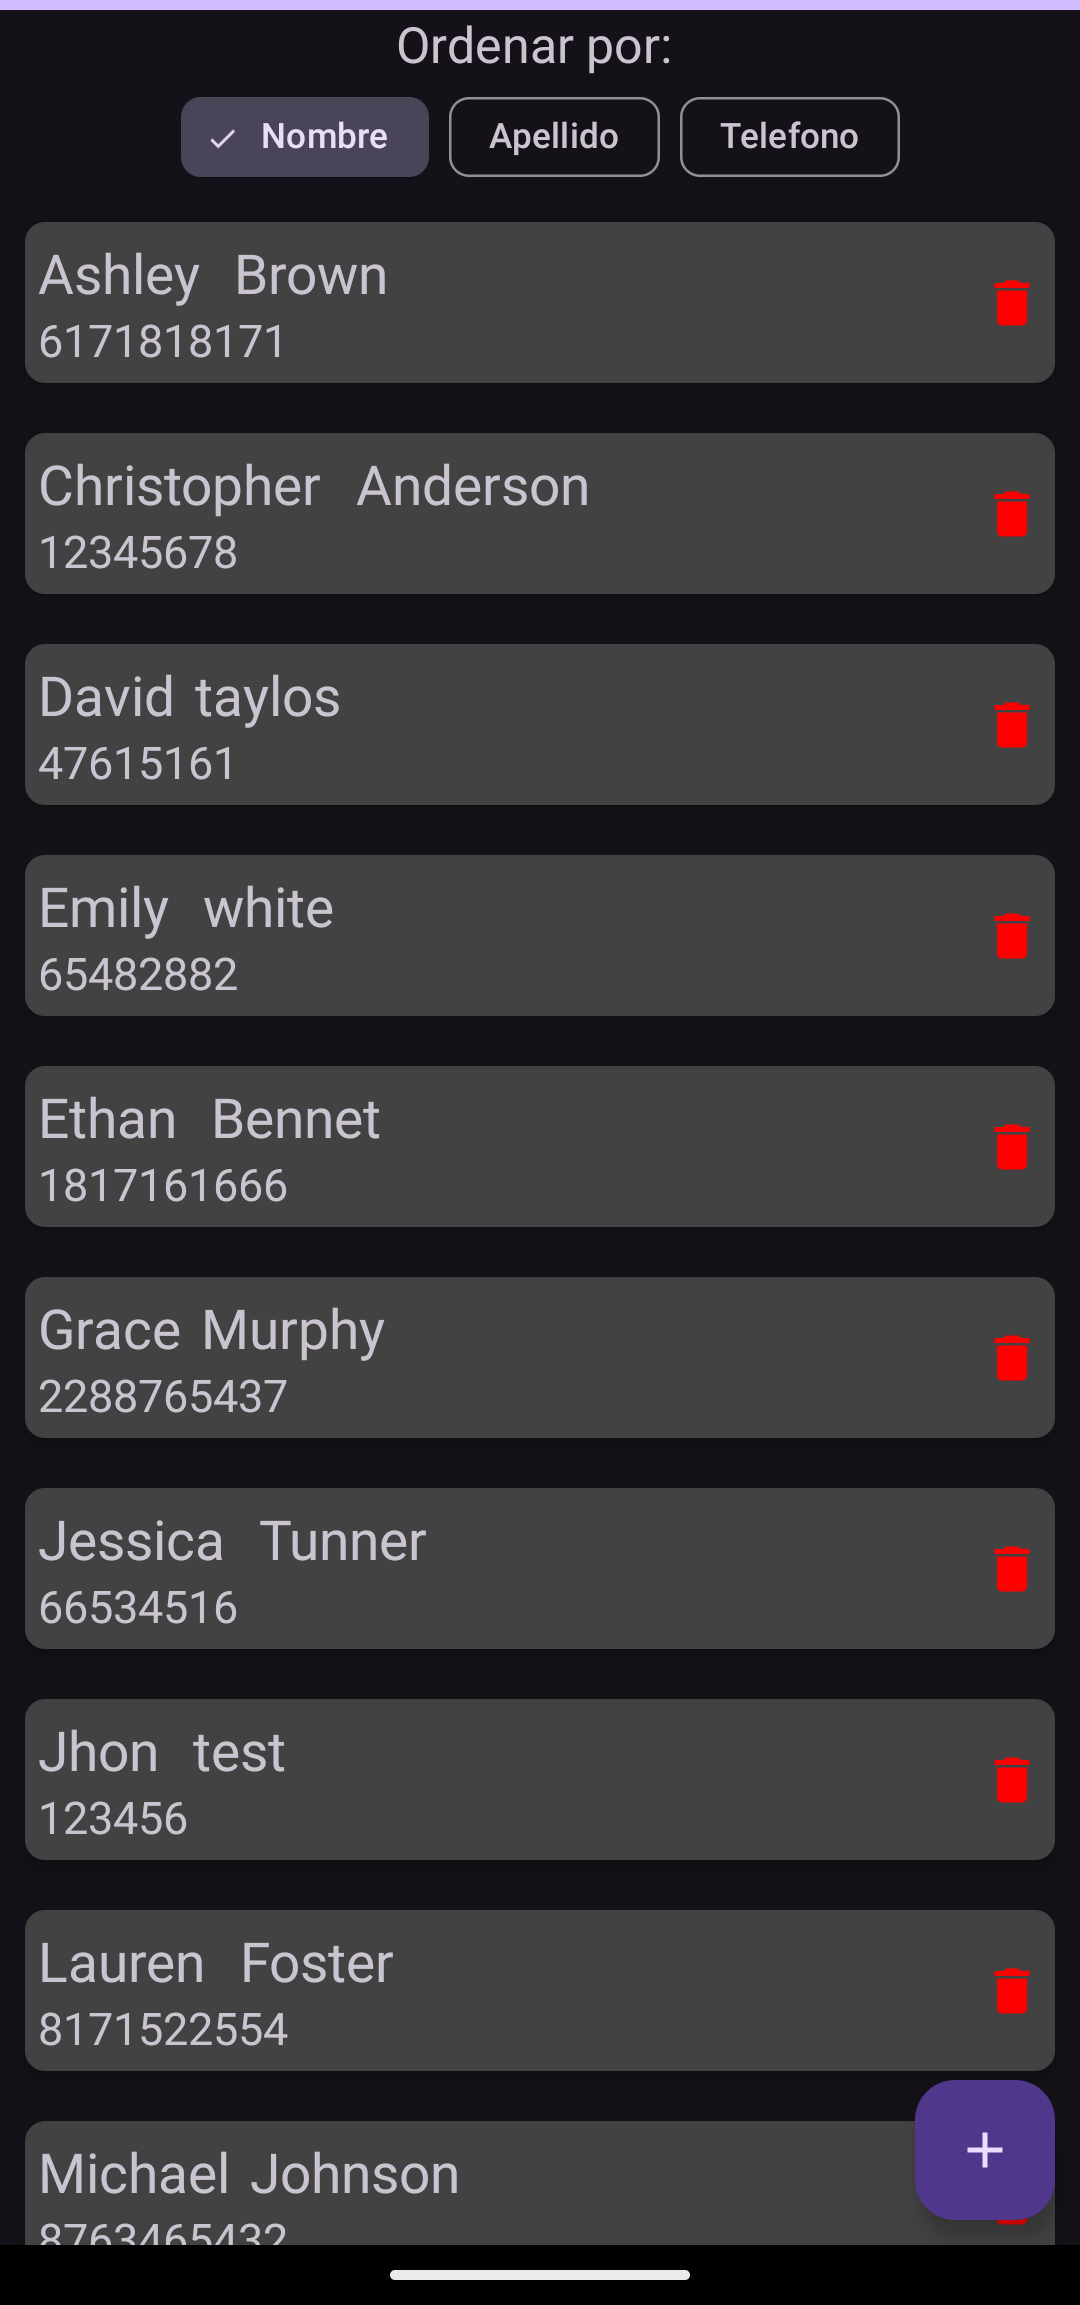 Ordenar por:
Nombre Apellido Telefono
Ashley Brown
6171818171
Christopher Anderson
12345678
David taylos
47615161
Emily white
65482882
Ethan Bennet
1817161666
Grace Murphy
2288765437
Jessica Tunner
66534516
Jhon test
123456
Lauren Foster
8171522554
Michael Johnson
8763465432